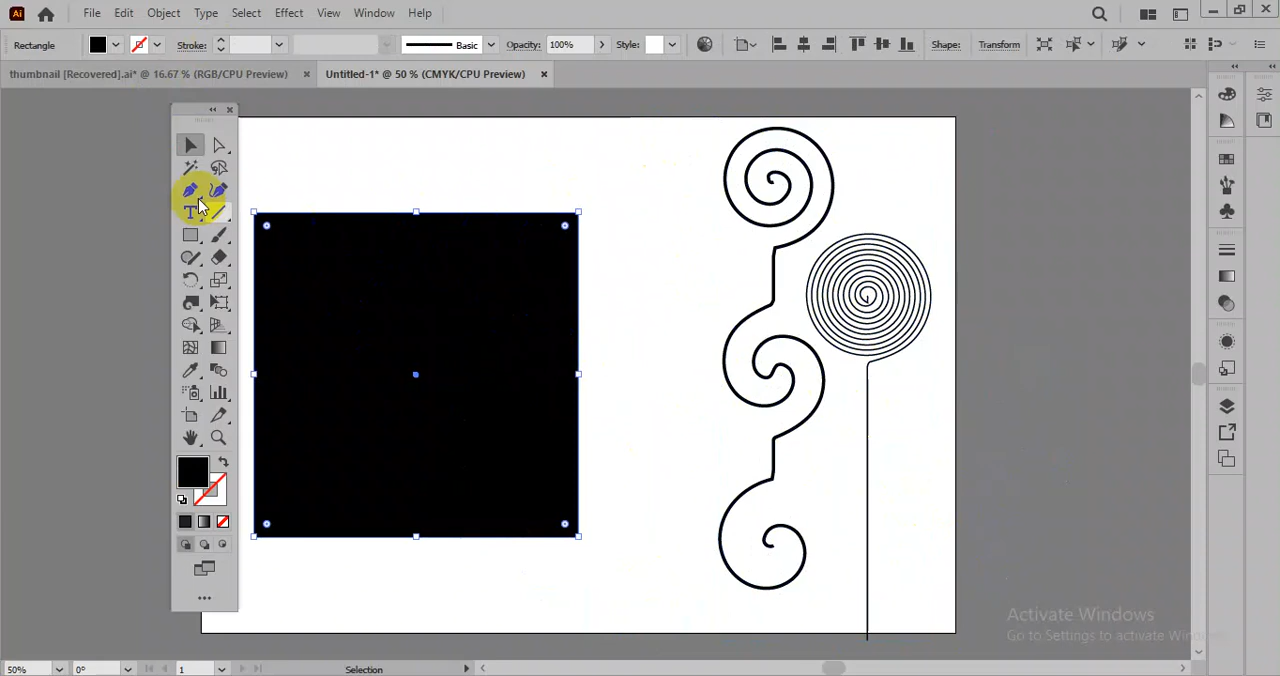 Ai File Edit Object Type Select Effect View Window Help
Rectangle Stroke: Basic Opacity: 100% Style: Shape: Transform
thumbnail [Recovered].ai* @ 16.67 % (RGB/CPU Preview) × Untitled-1* @ 50 % (CMYK/CPU Preview) ×
T
Activate Windows
Go to Settings to activate Windows
50% 0° 1 Selection